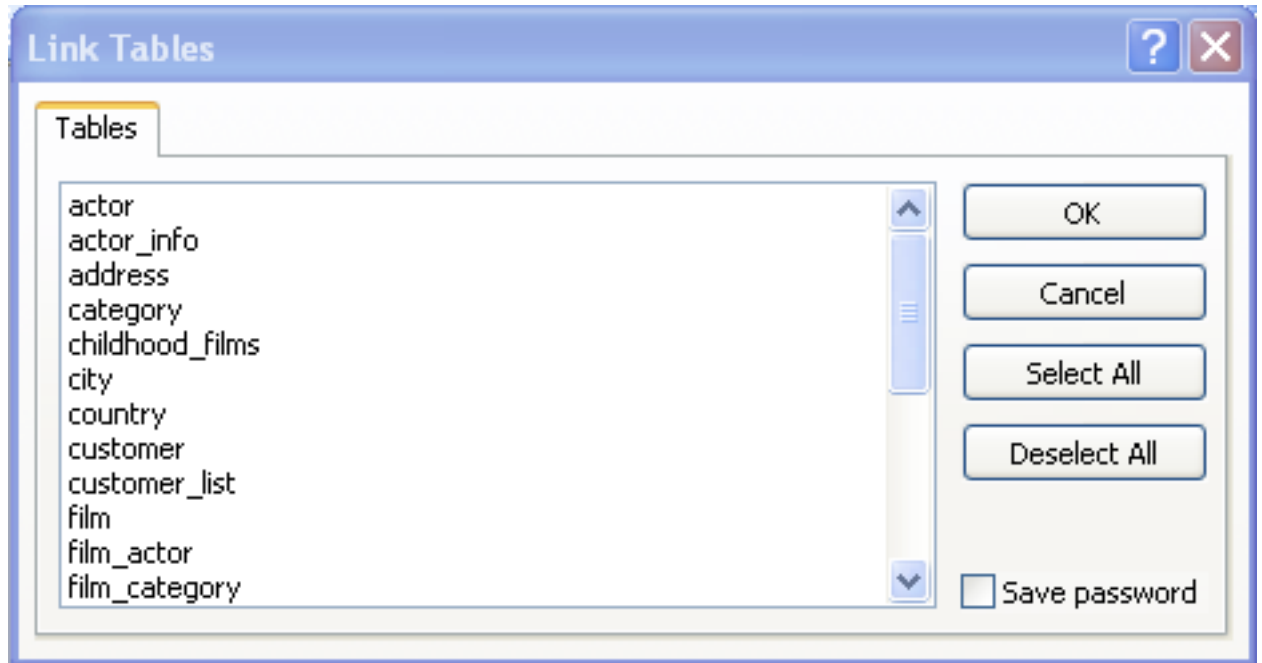 Link Tables
Tables
actor
actor_info
address
category
childhood_films
city
country
customer
customer_list
film
film_actor
film_category
OK
Cancel
Select All
Deselect All
Save password